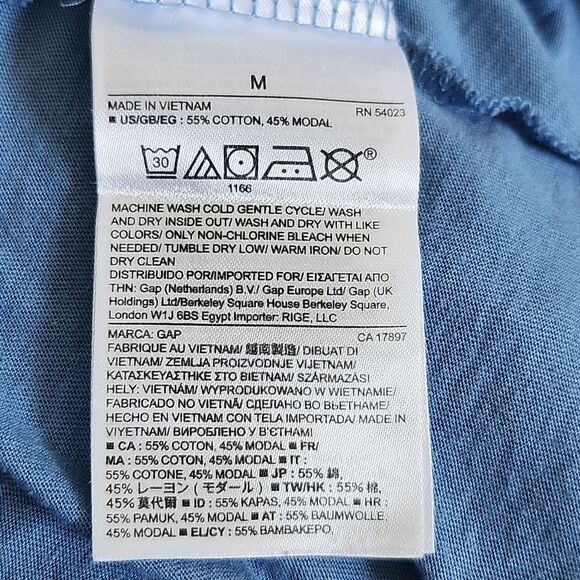 M
MADE IN VIETNAM RN 54023
■ US/GB/EG : 55% COTTON, 45% MODAL
30
®
1166
MACHINE WASH COLD GENTLE CYCLE/ WASH
AND DRY INSIDE OUT/ WASH AND DRY WITH LIKE
COLORS/ ONLY NON-CHLORINE BLEACH WHEN
NEEDED/ TUMBLE DRY LOW/ WARM IRON/ DO NOT
DRY CLEAN
DISTRIBUIDO POR/IMPORTED FOR/ ΕΙΣΑΓΕΤΑΙ ΑΠΟ
ΤΗΝ: Gap (Netherlands) B.V./ Gap Europe Ltd/ Gap (UK
Holdings) Ltd/Berkeley Square House Berkeley Square,
London W1J 6BS Egypt Importer: RIGE, LLC
MARCA: GAP CA 17897
FABRIQUE AU VIETNAM/ 越南製造/ DIBUAT DI
VIETNAM/ ZEMLJA PROIZVODNJE VIJETNAM/
ΚΑΤΑΣΚΕΥΑΣΤΗΚΕ ΣΤΟ ΒΙΕΤΝΑΜ/ SZÁRMAZÁSI
HELY: VIETNÁM/ WYPRODUKOWANO W WIETNAMIE/
FABRICADO NO VIETNÃ/ СДЕЛАНО ВО ВЬЕТНАМЕ/
HECHO EN VIETNAM CON TELA IMPORTADA/ MADE IN
VIYETNAM/ ВИРОБЛЕНО У В'ЄТНАМІ
■ CA : 55% COTON, 45% MODAL ■ FR/
MA : 55% COTON, 45% MODAL ■ IT :
55% COTONE, 45% MODAL ■ JP : 55% 綿,
45% レーヨン ( モダール ) ■ TW/HK : 55% 棉,
45% 莫代爾 ■ ID : 55% KAPAS, 45% MODAL ■ HR :
55% PAMUK, 45% MODAL ■ AT : 55% BAUMWOLLE,
45% MODAL ■ EL/CY : 55% ΒΑΜΒΑΚΕΡΟ,